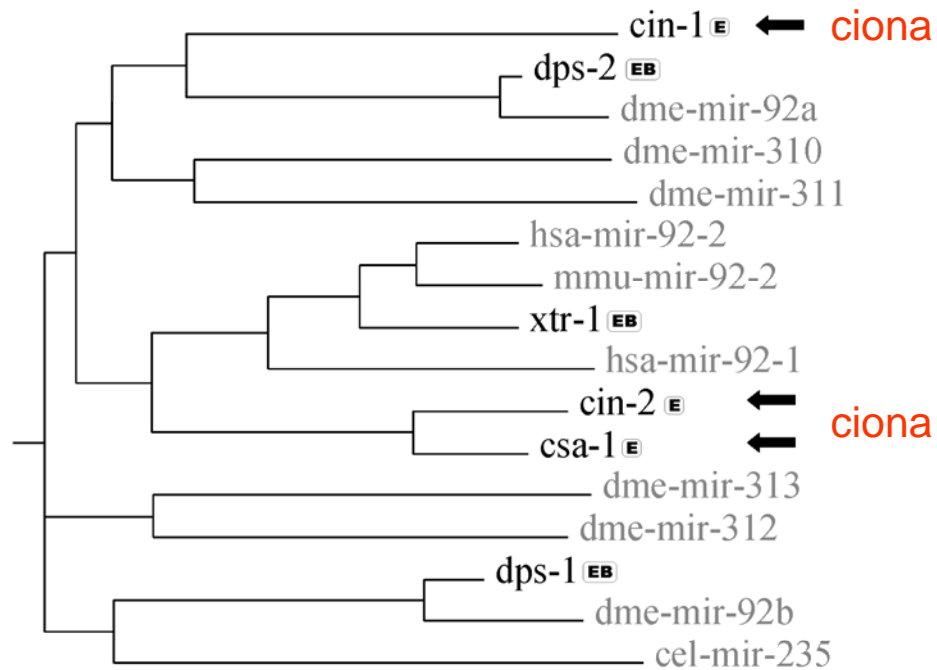 cin-1 E ciona
dps-2 EB
dme-mir-92a
dme-mir-310
dme-mir-311
hsa-mir-92-2
mmu-mir-92-2
xtr-1 EB
hsa-mir-92-1
cin-2 E
ciona
csa-1 E
dme-mir-313
dme-mir-312
dps-1 EB
dme-mir-92b
cel-mir-235